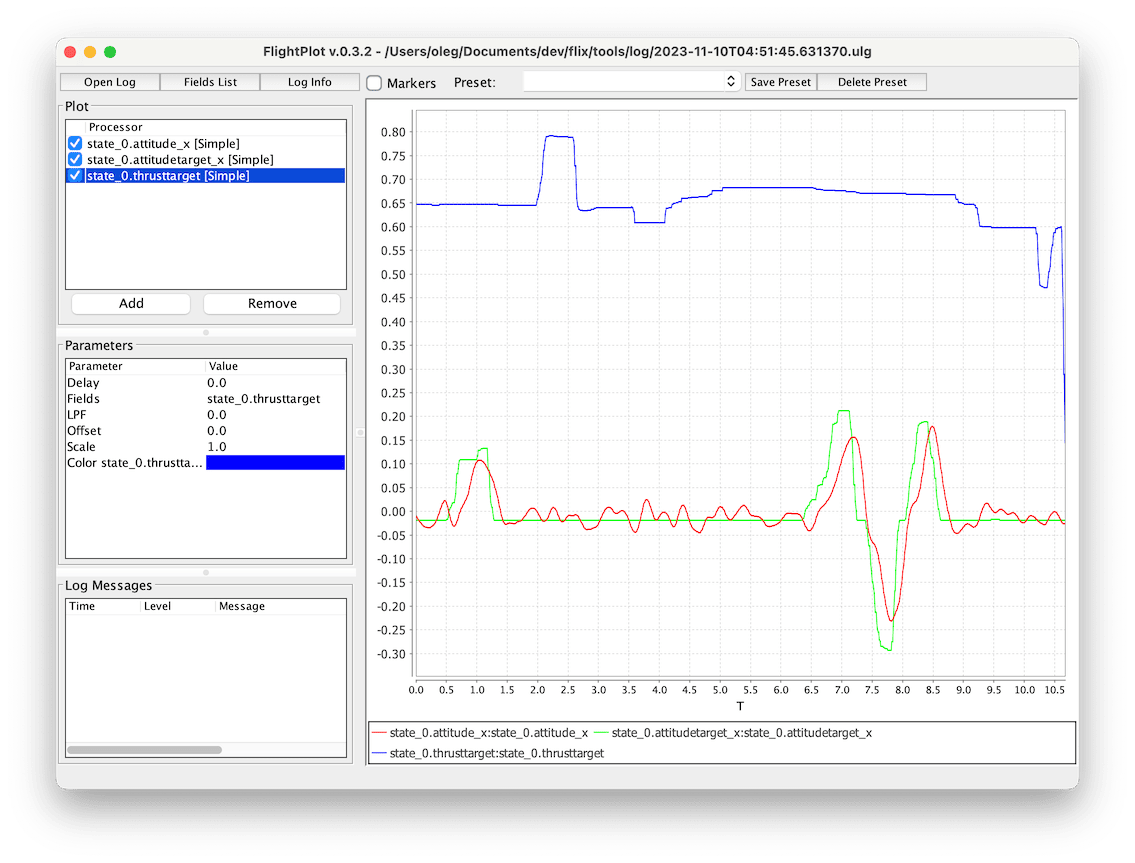 FlightPlot v.0.3.2 - /Users/oleg/Documents/dev/flix/tools/log/2023-11-10T04:51:45.631370.ulg
Open Log Fields List Log Info Markers Preset: Save Preset Delete Preset
Plot
Processor
state_0.attitude_x [Simple]
state_0.attitudetarget_x [Simple]
state_0.thrusttarget [Simple]
Add Remove
Parameters
Parameter Value
Delay 0.0
Fields state_0.thrusttarget
LPF 0.0
Offset 0.0
Scale 1.0
Color state_0.thrustta...
Log Messages
Time Level Message
0.80
0.75
0.70
0.65
0.60
0.55
0.50
0.45
0.40
0.35
0.30
0.25
0.20
0.15
0.10
0.05
0.00
-0.05
-0.10
-0.15
-0.20
-0.25
-0.30
0.0 0.5 1.0 1.5 2.0 2.5 3.0 3.5 4.0 4.5 5.0 5.5 6.0 6.5 7.0 7.5 8.0 8.5 9.0 9.5 10.0 10.5
T
state_0.attitude_x:state_0.attitude_x state_0.attitudetarget_x:state_0.attitudetarget_x
state_0.thrusttarget:state_0.thrusttarget